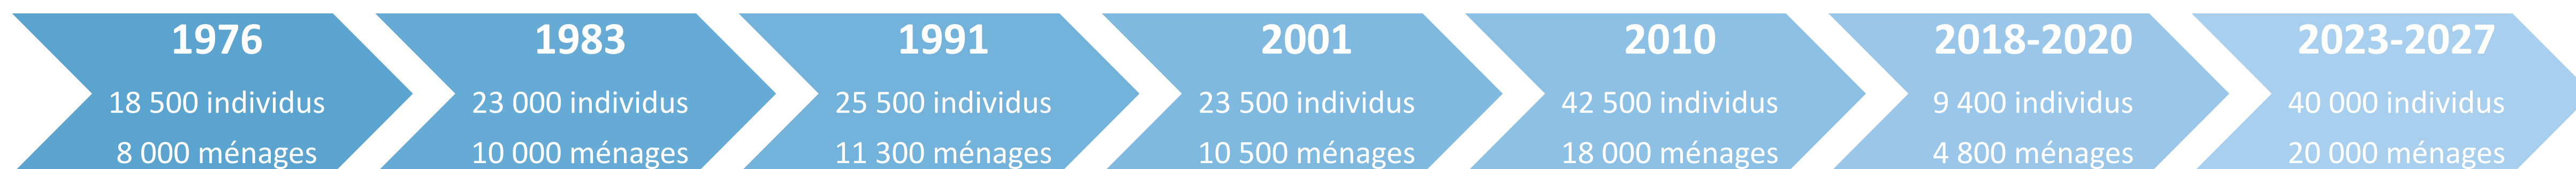 1976
18 500 individus
8 000 ménages
1983
23 000 individus
10 000 ménages
1991
25 500 individus
11 300 ménages
2001
23 500 individus
10 500 ménages
2010
42 500 individus
18 000 ménages
2018-2020
9 400 individus
4 800 ménages
2023-2027
40 000 individus
20 000 ménages